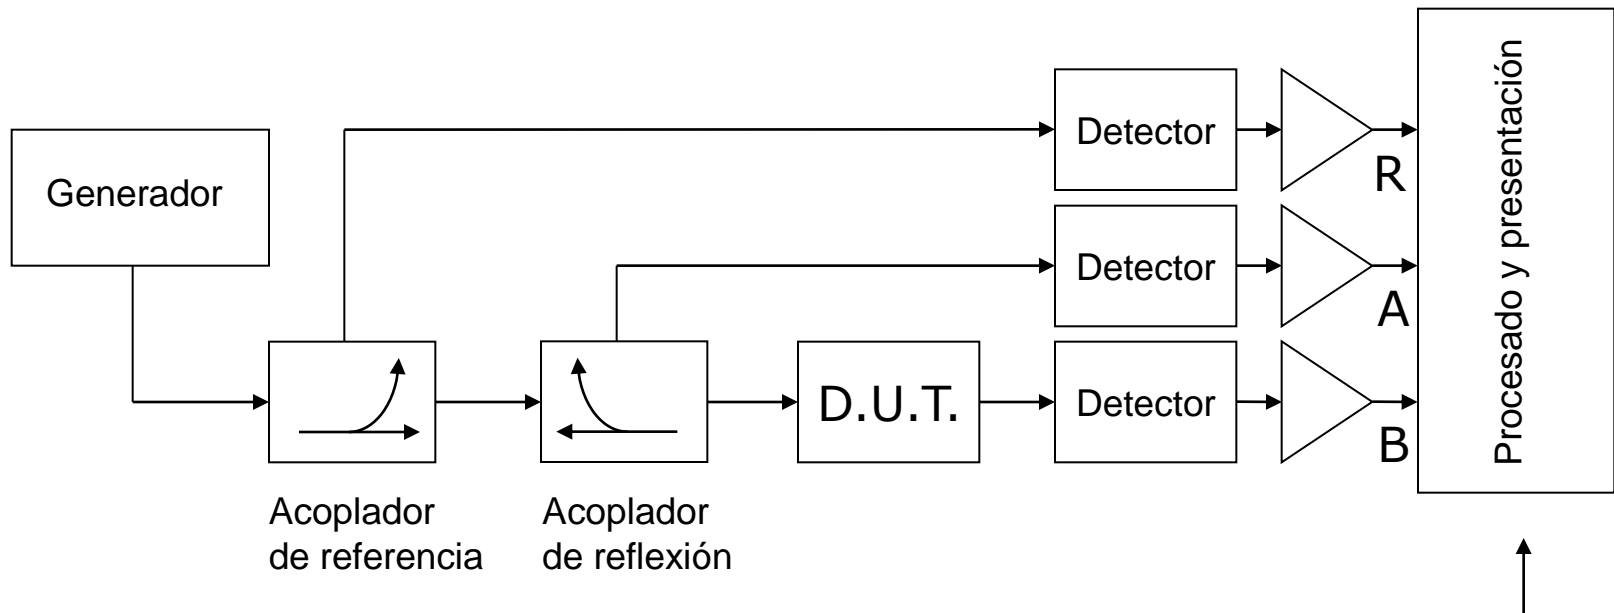 Generador
Detector
R
Detector
A
D.U.T.
Detector
B
Procesado y presentación
Acoplador
de referencia
Acoplador
de reflexión